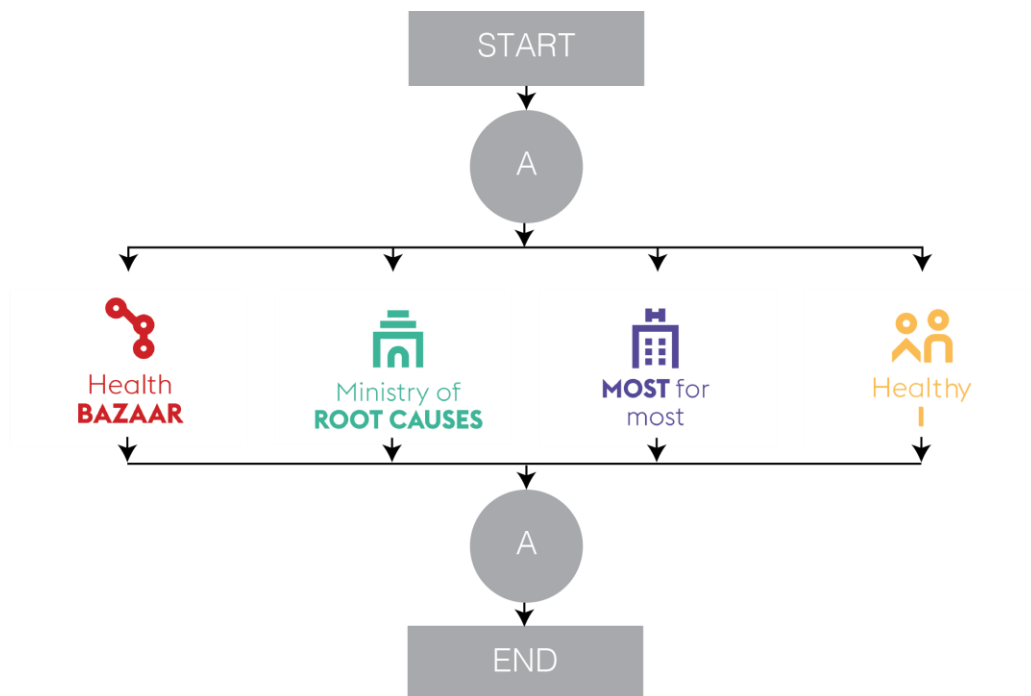 START
A
Health
BAZAAR
Ministry of
ROOT CAUSES
MOST for
most
Healthy
I
A
END